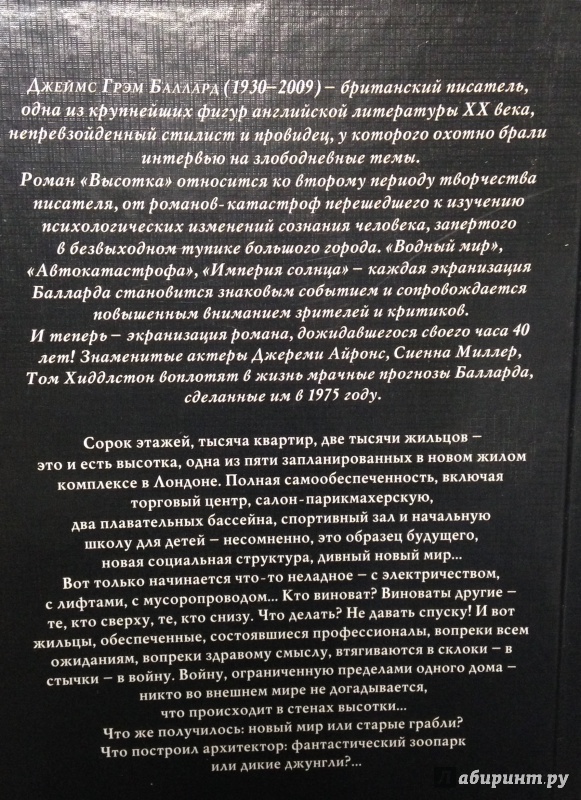 Джеймс Грэм Баллард (1930–2009) – британский писатель,
одна из крупнейших фигур английской литературы XX века,
непревзойденный стилист и провидец, у которого охотно брали
интервью на злободневные темы.
Роман «Высотка» относится ко второму периоду творчества
писателя, от романов-катастроф перешедшего к изучению
психологических изменений сознания человека, запертого
в безвыходном тупике большого города. «Водный мир»,
«Автокатастрофа», «Империя солнца» – каждая экранизация
Балларда становится знаковым событием и сопровождается
повышенным вниманием зрителей и критиков.
И теперь – экранизация романа, дожидавшегося своего часа 40
лет! Знаменитые актеры Джереми Айронс, Сиенна Миллер,
Том Хиддлстон воплотят в жизнь мрачные прогнозы Балларда,
сделанные им в 1975 году.
Сорок этажей, тысяча квартир, две тысячи жильцов –
это и есть высотка, одна из пяти запланированных в новом жилом
комплексе в Лондоне. Полная самообеспеченность, включая
торговый центр, салон-парикмахерскую,
два плавательных бассейна, спортивный зал и начальную
школу для детей – несомненно, это образец будущего,
новая социальная структура, дивный новый мир...
Вот только начинается что-то неладное – с электричеством,
с лифтами, с мусоропроводом... Кто виноват? Виноваты другие –
те, кто сверху, те, кто снизу. Что делать? Не давать спуску! И вот
жильцы, обеспеченные, состоявшиеся профессионалы, вопреки всем
ожиданиям, вопреки здравому смыслу, втягиваются в склоки – в
стычки – в войну. Войну, ограниченную пределами одного дома –
никто во внешнем мире не догадывается,
что происходит в стенах высотки...
Что же получилось: новый мир или старые грабли?
Что построил архитектор: фантастический зоопарк
или дикие джунгли?...
лабиринт.ру